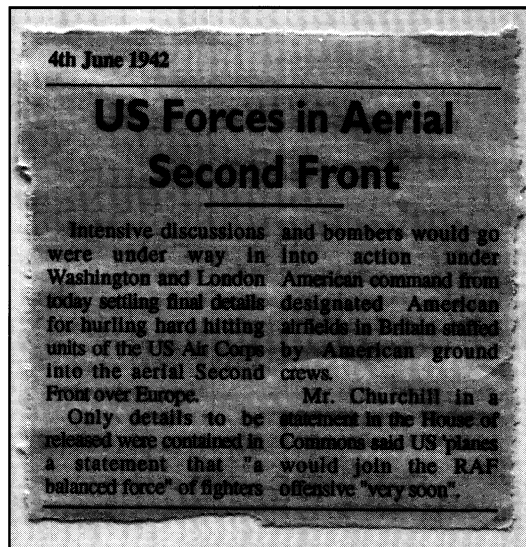 4th June 1942
US Forces in Aerial
Second Front
Intensive discussions
were under way in
Washington and London
today settling final details
for hurling hard hitting
units of the US Air Corps
into the aerial Second
Front over Europe.
Only details to be
released were contained in
a statement that "a
balanced force" of fighters
and bombers would go
into action under
American command from
designated American
airfields in Britain staffed
by American ground
crews.
Mr. Churchill in a
statement in the House of
Commons said US 'planes
would join the RAF
offensive "very soon".